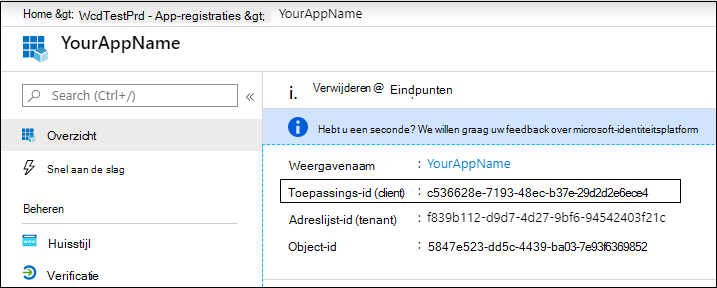 Home &gt; WcdTestPrd - App-registraties &gt; YourAppName
YourAppName
Search (Ctrl+/)
«
Overzicht
Snel aan de slag
Beheren
Huisstijl
Verificatie
i. Verwijderen @ Eindpunten
Hebt u een seconde? We willen graag uw feedback over microsoft-identiteitsplatform
Weergavenaam : YourAppName
Toepassings-id (client) : c536628e-7193-48ec-b37e-29d2d2e6ece4
Adreslijst-id (tenant) : f839b112-d9d7-4d27-9bf6-94542403f21c
Object-id : 5847e523-dd5c-4439-ba03-7e93f6369852